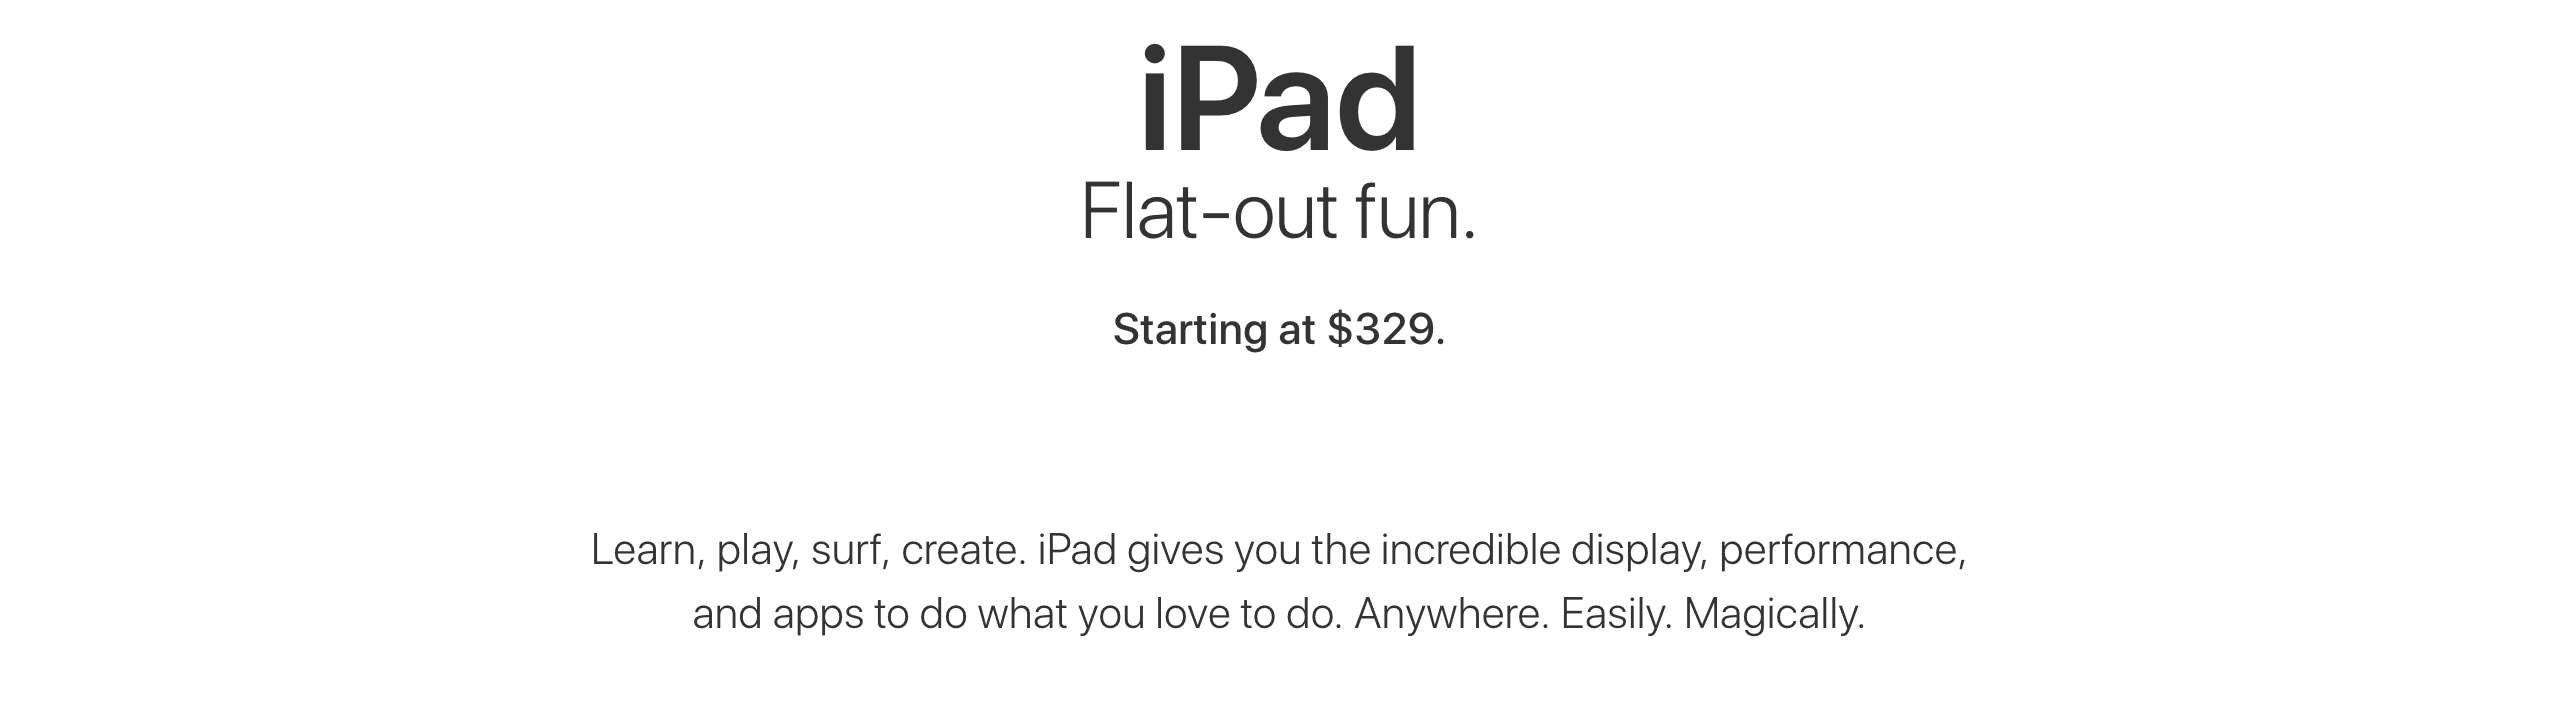 iPad
Flat-out fun.
Starting at $329.
Learn, play, surf, create. iPad gives you the incredible display, performance,
and apps to do what you love to do. Anywhere. Easily. Magically.